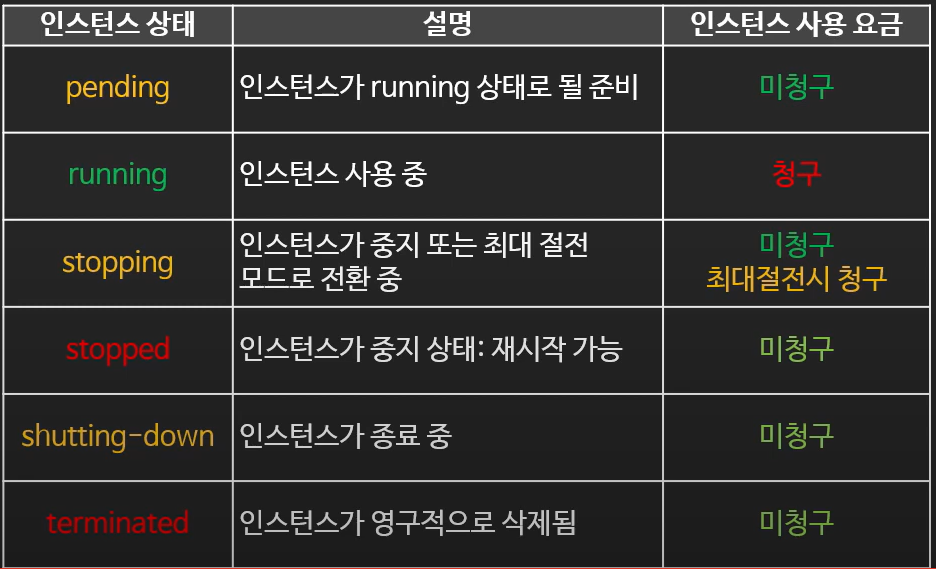 인스턴스 상태 설명 인스턴스 사용 요금
pending 인스턴스가 running 상태로 될 준비 미청구
running 인스턴스 사용 중 청구
stopping 인스턴스가 중지 또는 최대 절전 미청구
모드로 전환 중 최대절전시 청구
stopped 인스턴스가 중지 상태: 재시작 가능 미청구
shutting-down 인스턴스가 종료 중 미청구
terminated 인스턴스가 영구적으로 삭제됨 미청구